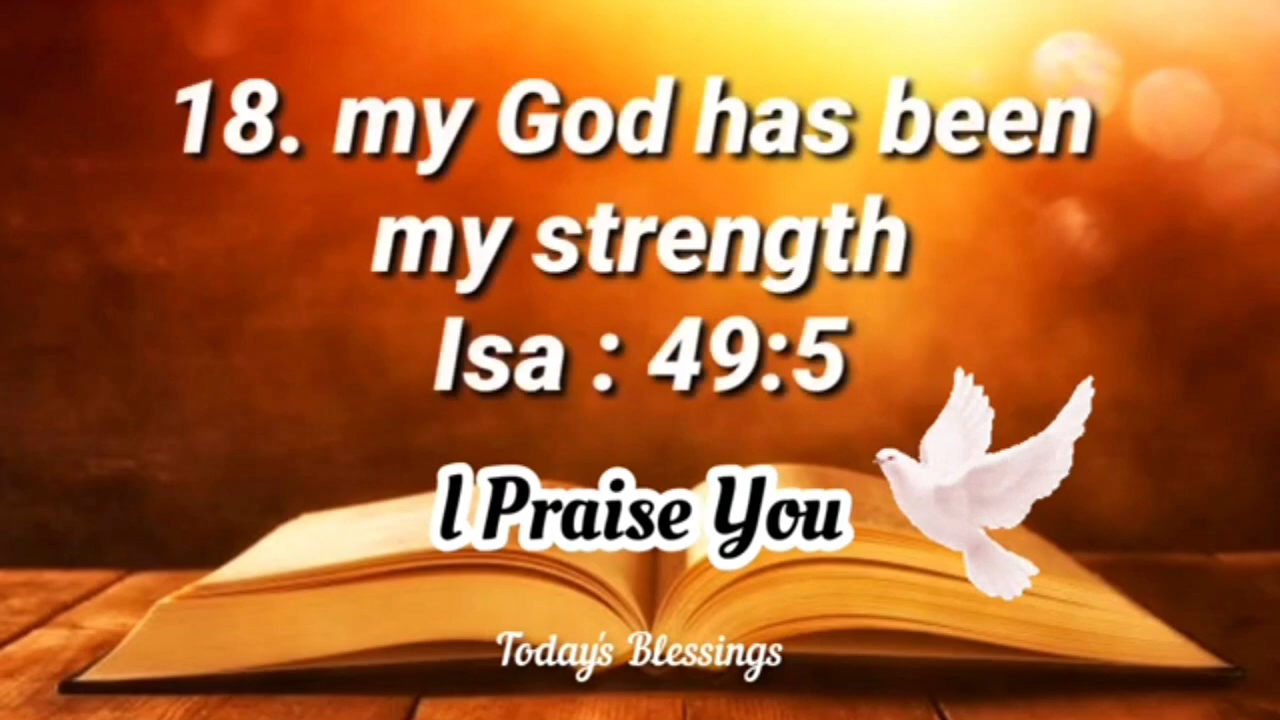 18. my God has been
my strength
Isa : 49:5
I Praise You
Today's Blessings